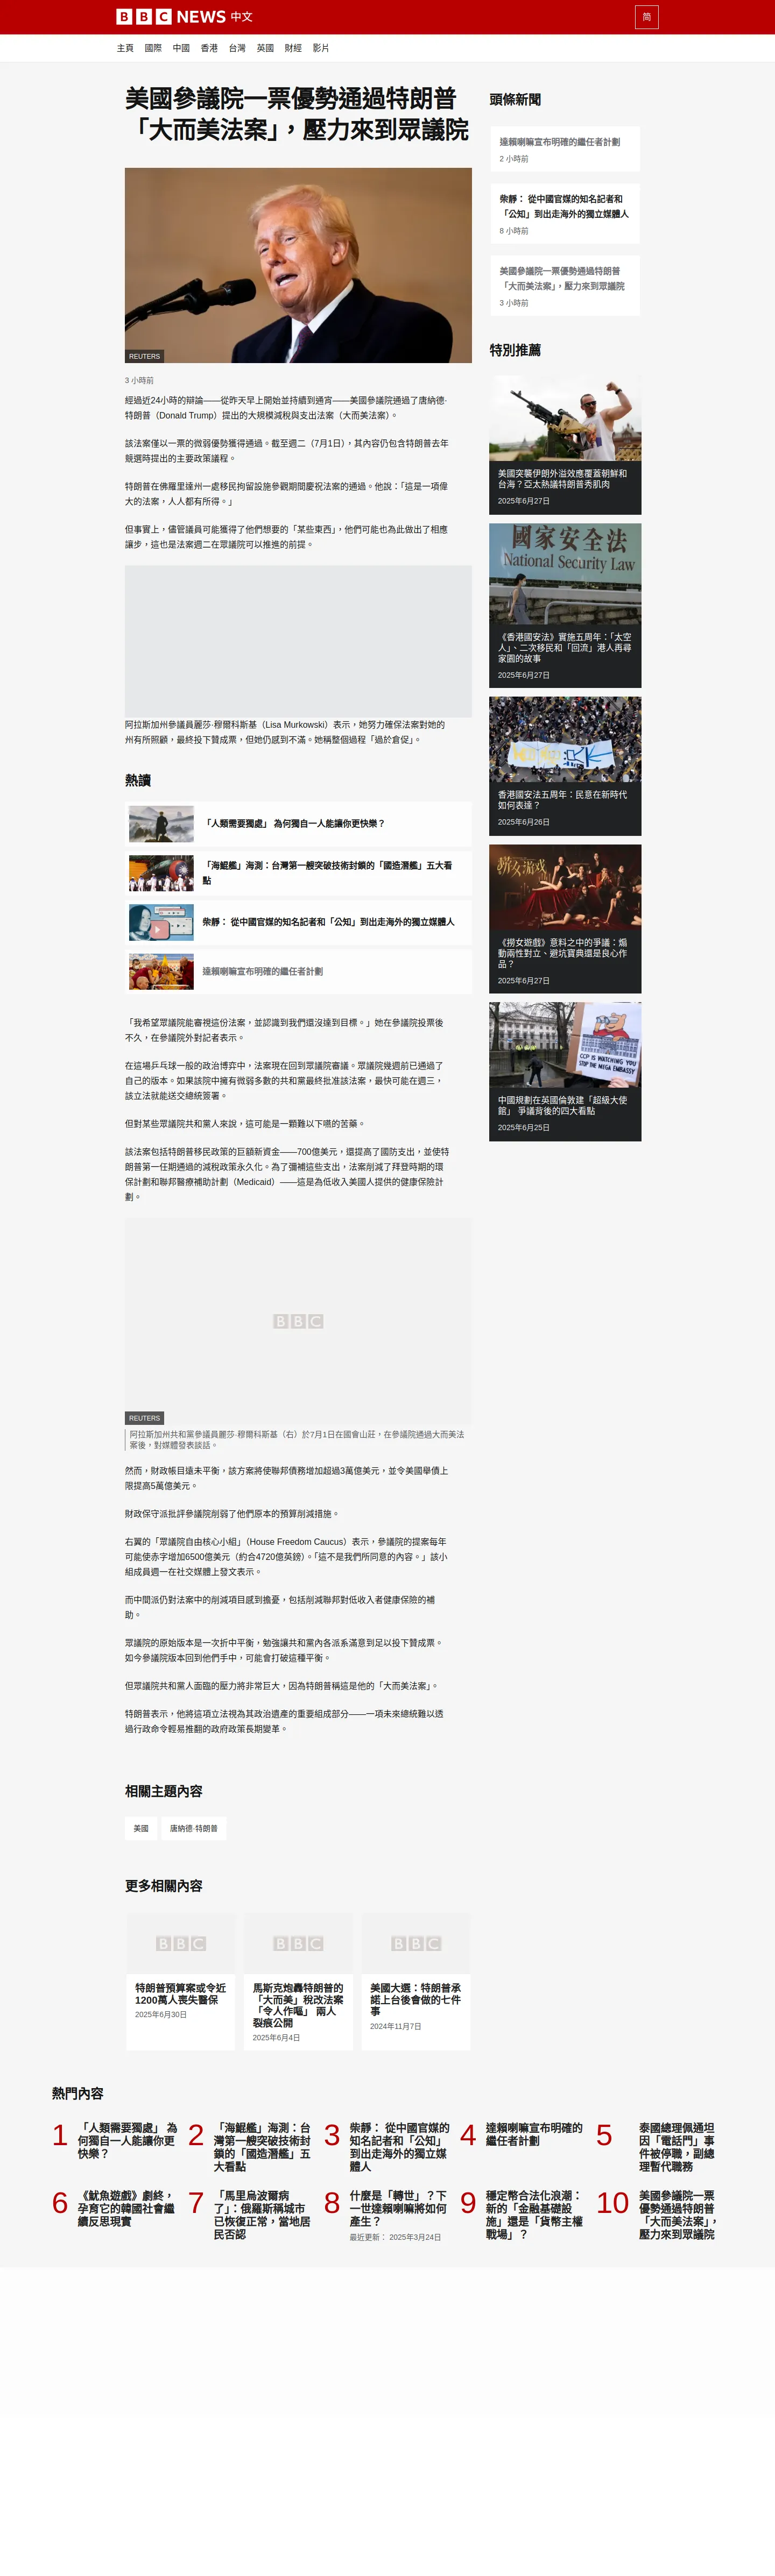 BBC NEWS 中文
简
主頁 國際 中國 香港 台灣 英國 財經 影片
美國參議院一票優勢通過特朗普
「大而美法案」，壓力來到眾議院
REUTERS
3 小時前
經過近24小時的辯論——從昨天早上開始並持續到通宵——美國參議院通過了唐納德·
特朗普（Donald Trump）提出的大規模減稅與支出法案（大而美法案）。
該法案僅以一票的微弱優勢獲得通過。截至週二（7月1日），其內容仍包含特朗普去年
競選時提出的主要政策議程。
特朗普在佛羅里達州一處移民拘留設施參觀期間慶祝法案的通過。他說：「這是一項偉
大的法案，人人都有所得。」
但事實上，儘管議員可能獲得了他們想要的「某些東西」，他們可能也為此做出了相應
讓步，這也是法案週二在眾議院可以推進的前提。
阿拉斯加州參議員麗莎·穆爾科斯基（Lisa Murkowski）表示，她努力確保法案對她的
州有所照顧，最終投下贊成票，但她仍感到不滿。她稱整個過程「過於倉促」。
熱讀
「人類需要獨處」 為何獨自一人能讓你更快樂？
「海鯤艦」海測：台灣第一艘突破技術封鎖的「國造潛艦」五大看
點
柴靜： 從中國官媒的知名記者和「公知」到出走海外的獨立媒體人
達賴喇嘛宣布明確的繼任者計劃
「我希望眾議院能審視這份法案，並認識到我們還沒達到目標。」她在參議院投票後
不久，在參議院外對記者表示。
在這場乒乓球一般的政治博弈中，法案現在回到眾議院審議。眾議院幾週前已通過了
自己的版本。如果該院中擁有微弱多數的共和黨最終批准該法案，最快可能在週三，
該立法就能送交總統簽署。
但對某些眾議院共和黨人來說，這可能是一顆難以下嚥的苦藥。
該法案包括特朗普移民政策的巨額新資金——700億美元，還提高了國防支出，並使特
朗普第一任期通過的減稅政策永久化。為了彌補這些支出，法案削減了拜登時期的環
保計劃和聯邦醫療補助計劃（Medicaid）——這是為低收入美國人提供的健康保險計
劃。
BBC
REUTERS
阿拉斯加州共和黨參議員麗莎·穆爾科斯基（右）於7月1日在國會山莊，在參議院通過大而美法
案後，對媒體發表談話。
然而，財政帳目遠未平衡，該方案將使聯邦債務增加超過3萬億美元，並令美國舉債上
限提高5萬億美元。
財政保守派批評參議院削弱了他們原本的預算削減措施。
右翼的「眾議院自由核心小組」（House Freedom Caucus）表示，參議院的提案每年
可能使赤字增加6500億美元（約合4720億英鎊）。「這不是我們所同意的內容。」該小
組成員週一在社交媒體上發文表示。
而中間派仍對法案中的削減項目感到擔憂，包括削減聯邦對低收入者健康保險的補
助。
眾議院的原始版本是一次折中平衡，勉強讓共和黨內各派系滿意到足以投下贊成票。
如今參議院版本回到他們手中，可能會打破這種平衡。
但眾議院共和黨人面臨的壓力將非常巨大，因為特朗普稱這是他的「大而美法案」。
特朗普表示，他將這項立法視為其政治遺產的重要組成部分——一項未來總統難以透
過行政命令輕易推翻的政府政策長期變革。
相關主題內容
美國 唐納德·特朗普
更多相關內容
BBC BBC BBC
特朗普預算案或令近
1200萬人喪失醫保
2025年6月30日
馬斯克炮轟特朗普的
「大而美」稅改法案
「令人作嘔」 兩人
裂痕公開
2025年6月4日
美國大選：特朗普承
諾上台後會做的七件
事
2024年11月7日
頭條新聞
達賴喇嘛宣布明確的繼任者計劃
2 小時前
柴靜： 從中國官媒的知名記者和
「公知」到出走海外的獨立媒體人
8 小時前
美國參議院一票優勢通過特朗普
「大而美法案」，壓力來到眾議院
3 小時前
特別推薦
美國突襲伊朗外溢效應覆蓋朝鮮和
台海？亞太熱議特朗普秀肌肉
2025年6月27日
國家安全法
National Security Law
《香港國安法》實施五周年：「太空
人」、二次移民和「回流」港人再尋
家園的故事
2025年6月27日
香港國安法五周年：民意在新時代
如何表達？
2025年6月26日
撈女游戏
《撈女遊戲》意料之中的爭議：煽
動兩性對立、避坑寶典還是良心作
品？
2025年6月27日
CCP IS WATCHING YOU
STOP THE MEGA EMBASSY
中國規劃在英國倫敦建「超級大使
館」 爭議背後的四大看點
2025年6月25日
熱門內容
1
「人類需要獨處」 為
何獨自一人能讓你更
快樂？
2
「海鯤艦」海測：台
灣第一艘突破技術封
鎖的「國造潛艦」五
大看點
3
柴靜： 從中國官媒的
知名記者和「公知」
到出走海外的獨立媒
體人
4
達賴喇嘛宣布明確的
繼任者計劃
5
泰國總理佩通坦
因「電話門」事
件被停職，副總
理暫代職務
6
《魷魚遊戲》劇終，
孕育它的韓國社會繼
續反思現實
7
「馬里烏波爾病
了」：俄羅斯稱城市
已恢復正常，當地居
民否認
8
什麼是「轉世」？下
一世達賴喇嘛將如何
產生？
最近更新： 2025年3月24日
9
穩定幣合法化浪潮：
新的「金融基礎設
施」還是「貨幣主權
戰場」？
10
美國參議院一票
優勢通過特朗普
「大而美法案」，
壓力來到眾議院